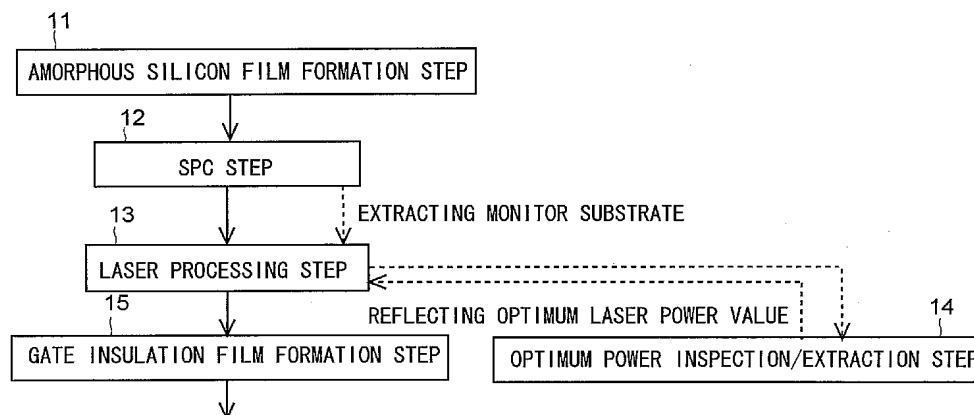 11
AMORPHOUS SILICON FILM FORMATION STEP
12
SPC STEP
EXTRACTING MONITOR SUBSTRATE
13
LASER PROCESSING STEP
15
REFLECTING OPTIMUM LASER POWER VALUE
14
GATE INSULATION FILM FORMATION STEP
OPTIMUM POWER INSPECTION/EXTRACTION STEP